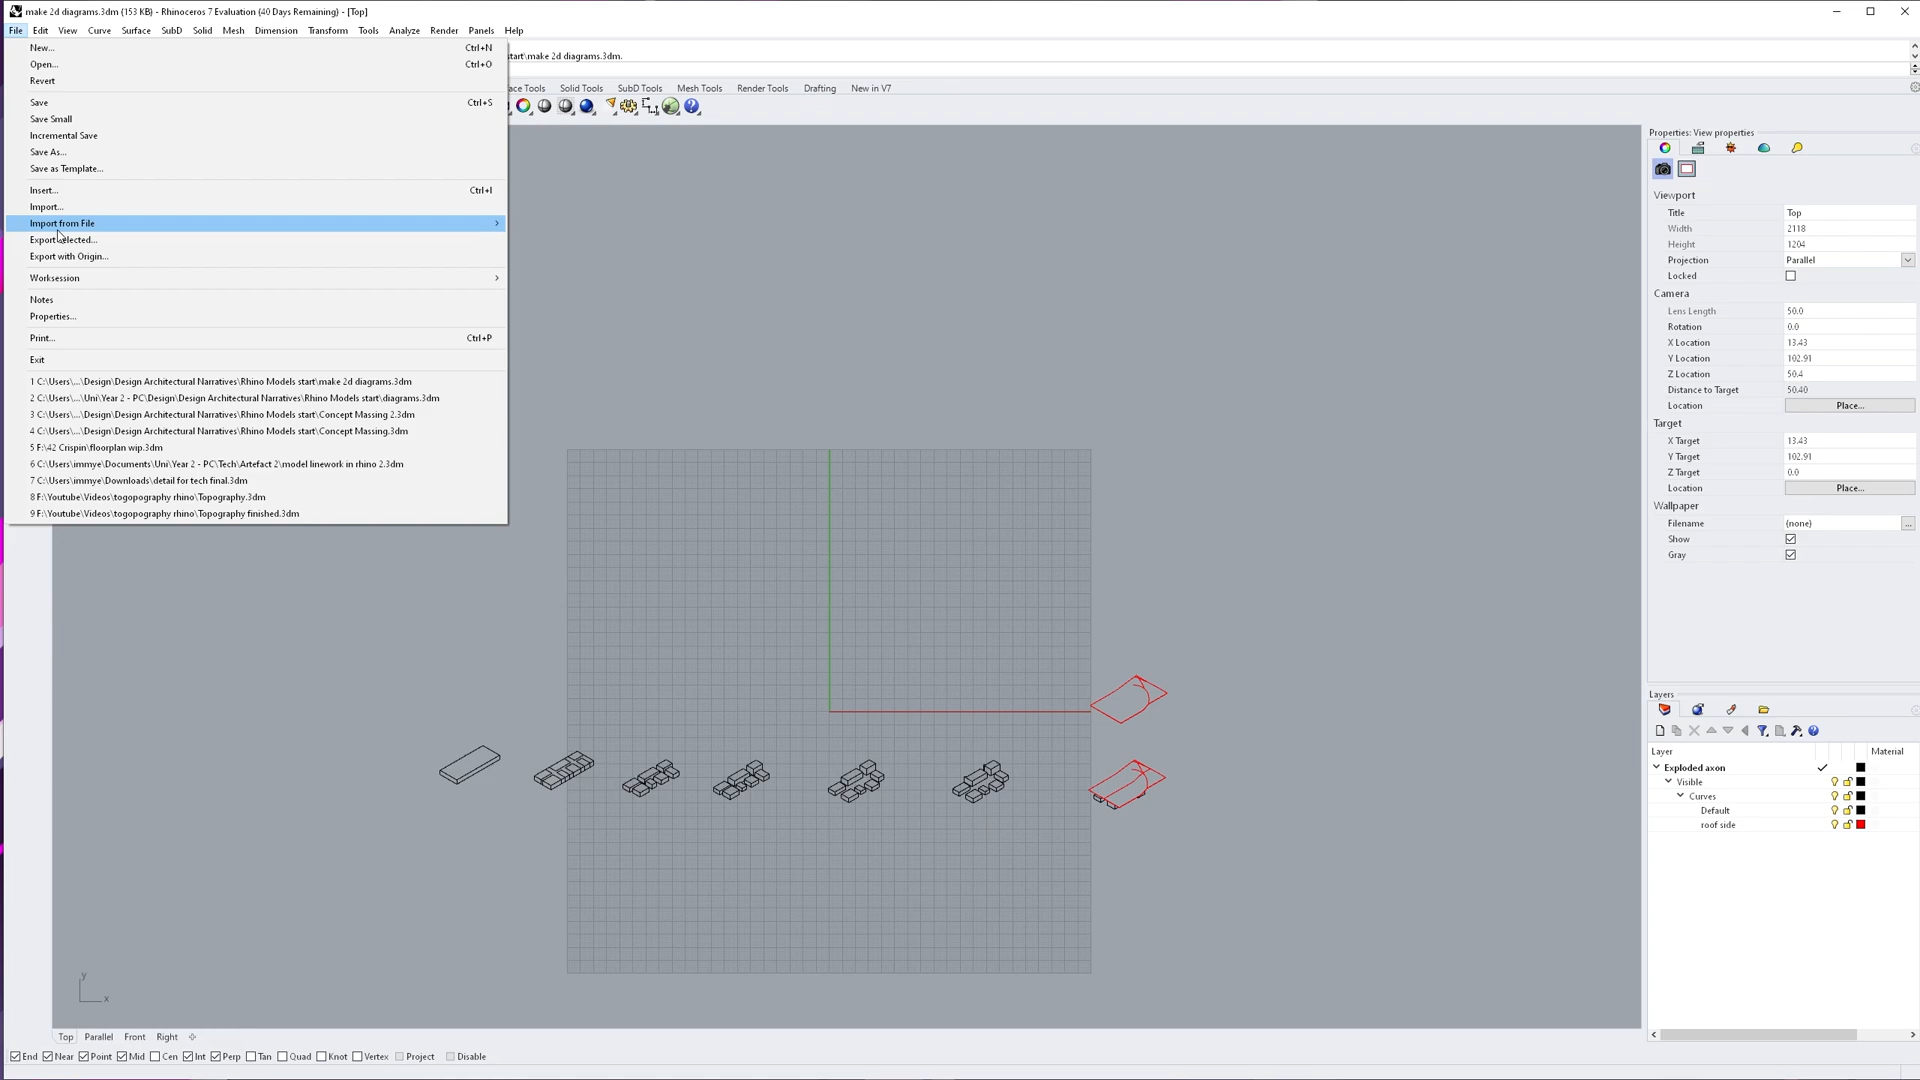 make 2d diagrams.3dm (153 KB) - Rhinoceros 7 Evaluation (40 Days Remaining) - [Top]
File Edit View Curve Surface SubD Solid Mesh Dimension Transform Tools Analyze Render Panels Help
start\make 2d diagrams.3dm.
Tools Solid Tools SubD Tools Mesh Tools Render Tools Drafting New in V7
New... Ctrl+N
Open... Ctrl+O
Revert
Save Ctrl+S
Save Small
Incremental Save
Save As...
Save as Template...
Insert... Ctrl+I
Import...
Import from File
Export Selected...
Export with Origin...
Worksession
Notes
Properties...
Print... Ctrl+P
Exit
1 C:\Users\...\Design\Design Architectural Narratives\Rhino Models start\make 2d diagrams.3dm
2 C:\Users\...\Uni\Year 2 - PC\Design\Design Architectural Narratives\Rhino Models start\diagrams.3dm
3 C:\Users\...\Design\Design Architectural Narratives\Rhino Models start\Concept Massing 2.3dm
4 C:\Users\...\Design\Design Architectural Narratives\Rhino Models start\Concept Massing.3dm
5 F:\42 Crispin\floorplan wip.3dm
6 C:\Users\immye\Documents\Uni\Year 2 - PC\Tech\Artefact 2\model linework in rhino 2.3dm
7 C:\Users\immye\Downloads\detail for tech final.3dm
8 F:\Youtube\Videos\togopography rhino\Topography.3dm
9 F:\Youtube\Videos\togopography rhino\Topography finished.3dm
y
x
Top Parallel Front Right
End Near Point Mid Cen Int Perp Tan Quad Knot Vertex Project Disable
Properties: View properties
Viewport
Title Top
Width 2118
Height 1204
Projection Parallel
Locked
Camera
Lens Length 50.0
Rotation 0.0
X Location 13.43
Y Location 102.91
Z Location 50.4
Distance to Target 50.40
Location Place...
Target
X Target 13.43
Y Target 102.91
Z Target 0.0
Location Place...
Wallpaper
Filename (none) ...
Show
Gray
Layers
Layer Material
Exploded axon
Visible
Curves
Default
roof side